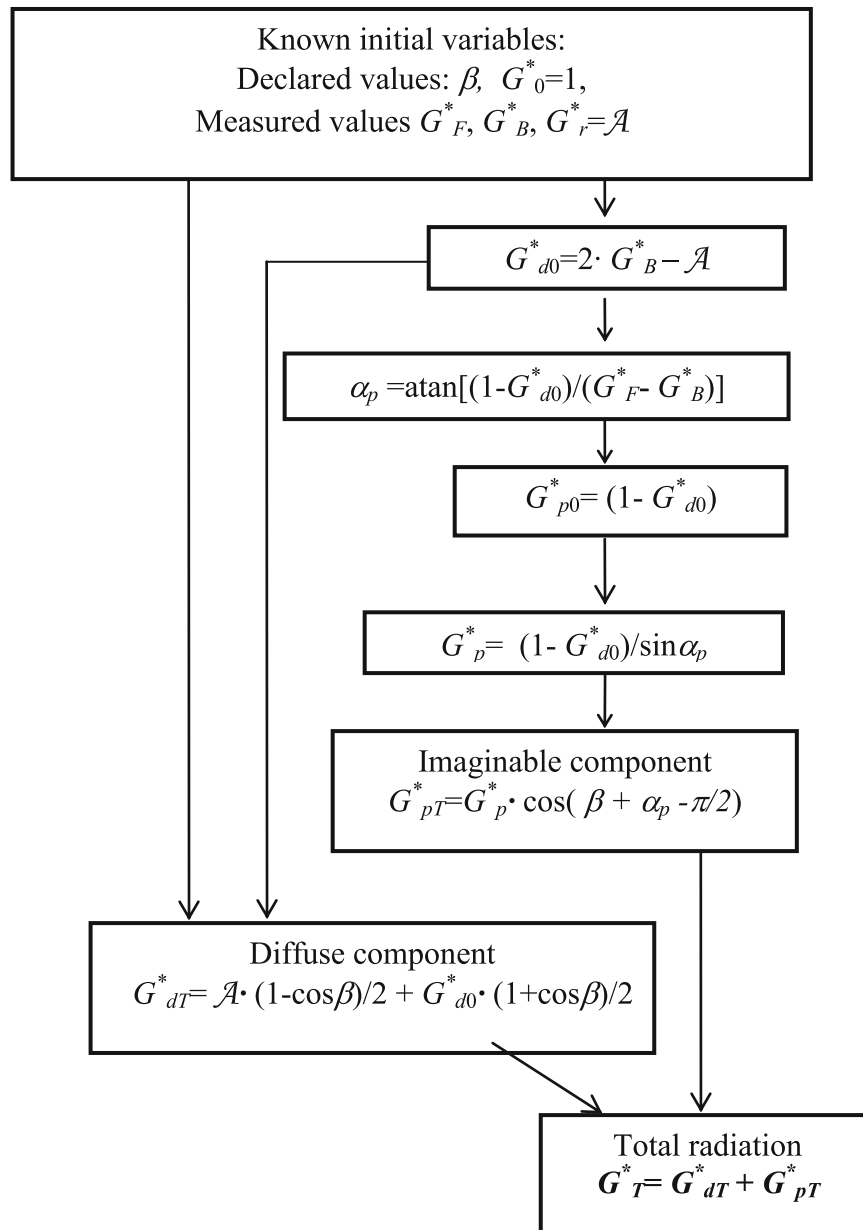 Known initial variables:
Declared values: β, G*0=1,
Measured values G*F, G*B, G*r=𝒜
G*d0=2· G*B – 𝒜
αp =atan[(1-G*d0)/(G*F- G*B)]
G*p0= (1- G*d0)
G*p= (1- G*d0)/sinαp
Imaginable component
G*pT=G*p· cos( β + αp -π/2)
Diffuse component
G*dT= 𝒜· (1-cosβ)/2 + G*d0· (1+cosβ)/2
Total radiation
G*T= G*dT + G*pT